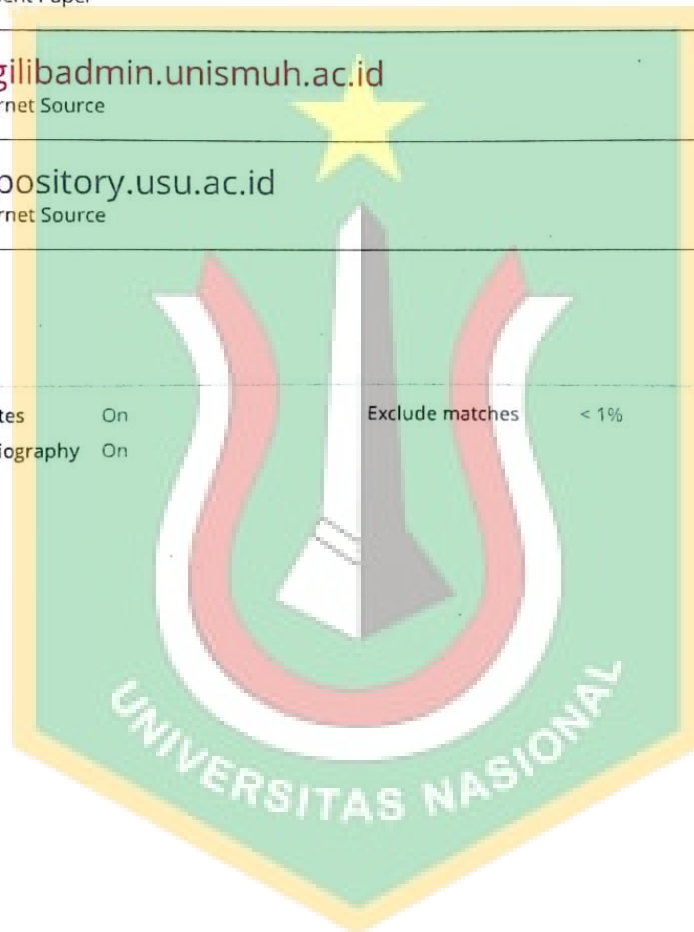 gilibadmin.unismuh.ac.id
rnet Source
pository.usu.ac.id
rnet Source
tes On Exclude matches < 1%
iography On
UNIVERSITAS NASIONAL